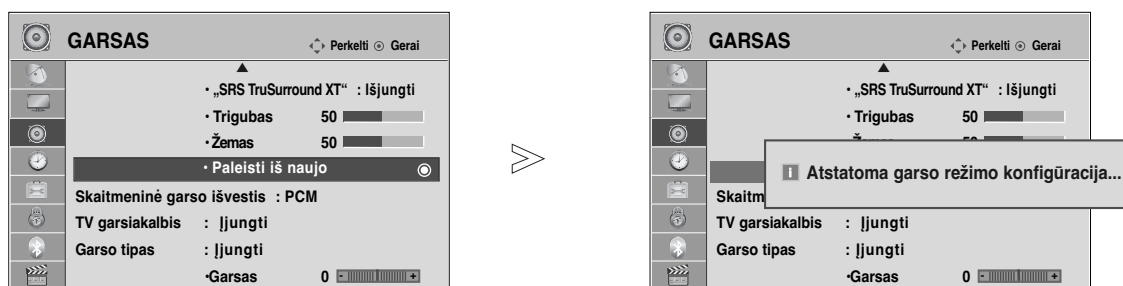 GARSAS Perkelti Gerai
• „SRS TruSurround XT“ : Išjungti
• Trigubas 50
• Žemas 50
• Paleisti iš naujo
Skaitmeninė garso išvestis : PCM
TV garsiakalbis : Įjungti
Garso tipas : Įjungti
•Garsas 0 - +
GARSAS Perkelti Gerai
• „SRS TruSurround XT“ : Išjungti
• Trigubas 50
i Atstatoma garso režimo konfigūracija...
TV garsiakalbis : Įjungti
Garso tipas : Įjungti
•Garsas 0 - +